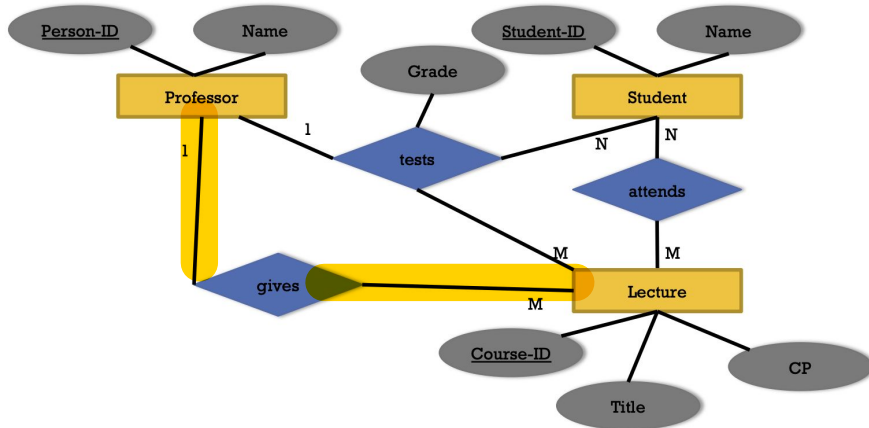 Person-ID
Name
Student-ID
Name
Grade
Professor
Student
1
1
N
N
tests
attends
M
M
gives
M
Lecture
Course-ID
CP
Title